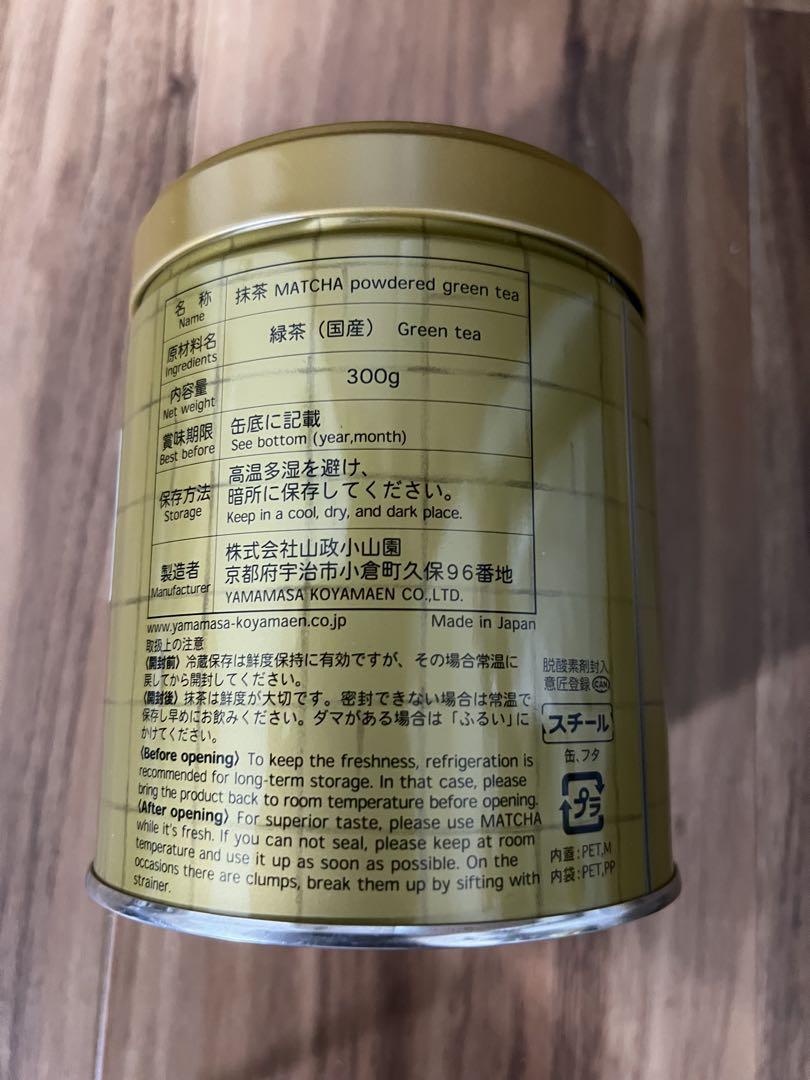 名 称 抹茶 MATCHA powdered green tea
Name
原材料名 緑茶（国産） Green tea
Ingredients
内容量 300g
Net weight
賞味期限 缶底に記載
Best before See bottom (year,month)
保存方法 高温多湿を避け、
暗所に保存してください。
Storage Keep in a cool, dry, and dark place.
製造者 株式会社山政小山園
京都府宇治市小倉町久保96番地
Manufacturer YAMAMASA KOYAMAEN CO.,LTD.
www.yamamasa-koyamaen.co.jp Made in Japan
取扱上の注意
〈開封前〉冷蔵保存は鮮度保持に有効ですが、その場合常温に
戻してから開封してください。
〈開封後〉抹茶は鮮度が大切です。密封できない場合は常温で
保存し早めにお飲みください。ダマがある場合は「ふるい」に
かけてください。
〈Before opening〉 To keep the freshness, refrigeration is
recommended for long-term storage. In that case, please
bring the product back to room temperature before opening.
〈After opening〉 For superior taste, please use MATCHA
while it's fresh. If you can not seal, please keep at room
temperature and use it up as soon as possible. On the
occasions there are clumps, break them up by sifting with
strainer.
脱酸素剤封入
意匠登録 CAN
スチール
缶、フタ
プラ
内蓋：PET,M
内袋：PET,PP